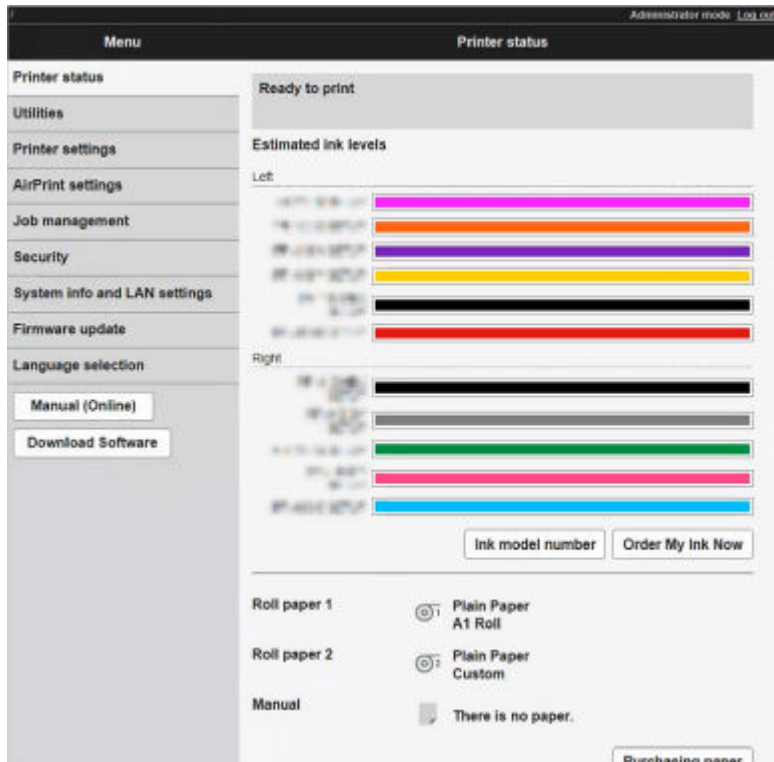 Administrator mode Log out
Menu
Printer status
Printer status
Utilities
Printer settings
AirPrint settings
Job management
Security
System info and LAN settings
Firmware update
Language selection
Manual (Online)
Download Software
Ready to print
Estimated ink levels
Left
Right
Ink model number
Order My Ink Now
Roll paper 1
1
Plain Paper
A1 Roll
Roll paper 2
2
Plain Paper
Custom
Manual
There is no paper.
Purchasing paper